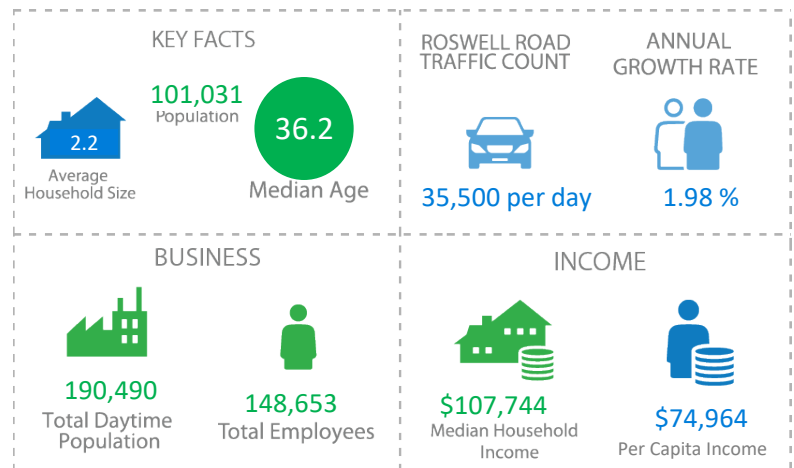 KEY FACTS
101,031
Population
2.2
Average
Household Size
36.2
Median Age
ROSWELL ROAD
TRAFFIC COUNT
35,500 per day
ANNUAL
GROWTH RATE
1.98 %
BUSINESS
190,490
Total Daytime
Population
148,653
Total Employees
INCOME
$107,744
Median Household
Income
$74,964
Per Capita Income